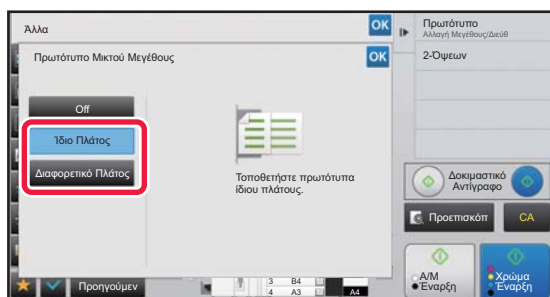 Άλλα
OK
Πρωτότυπο Μικτού Μεγέθους
OK
Off
Ίδιο Πλάτος
Διαφορετικό Πλάτος
Τοποθετήστε πρωτότυπα
ίδιου πλάτους.
Προηγούμεν
3 B4
4 A3
A4
Πρωτότυπο
Αλλαγή Μεγέθους/Διεύθ
2-Όψεων
Δοκιμαστικό
Αντίγραφο
Προεπισκόπ
CA
Α/Μ
Έναρξη
Χρώμα
Έναρξη